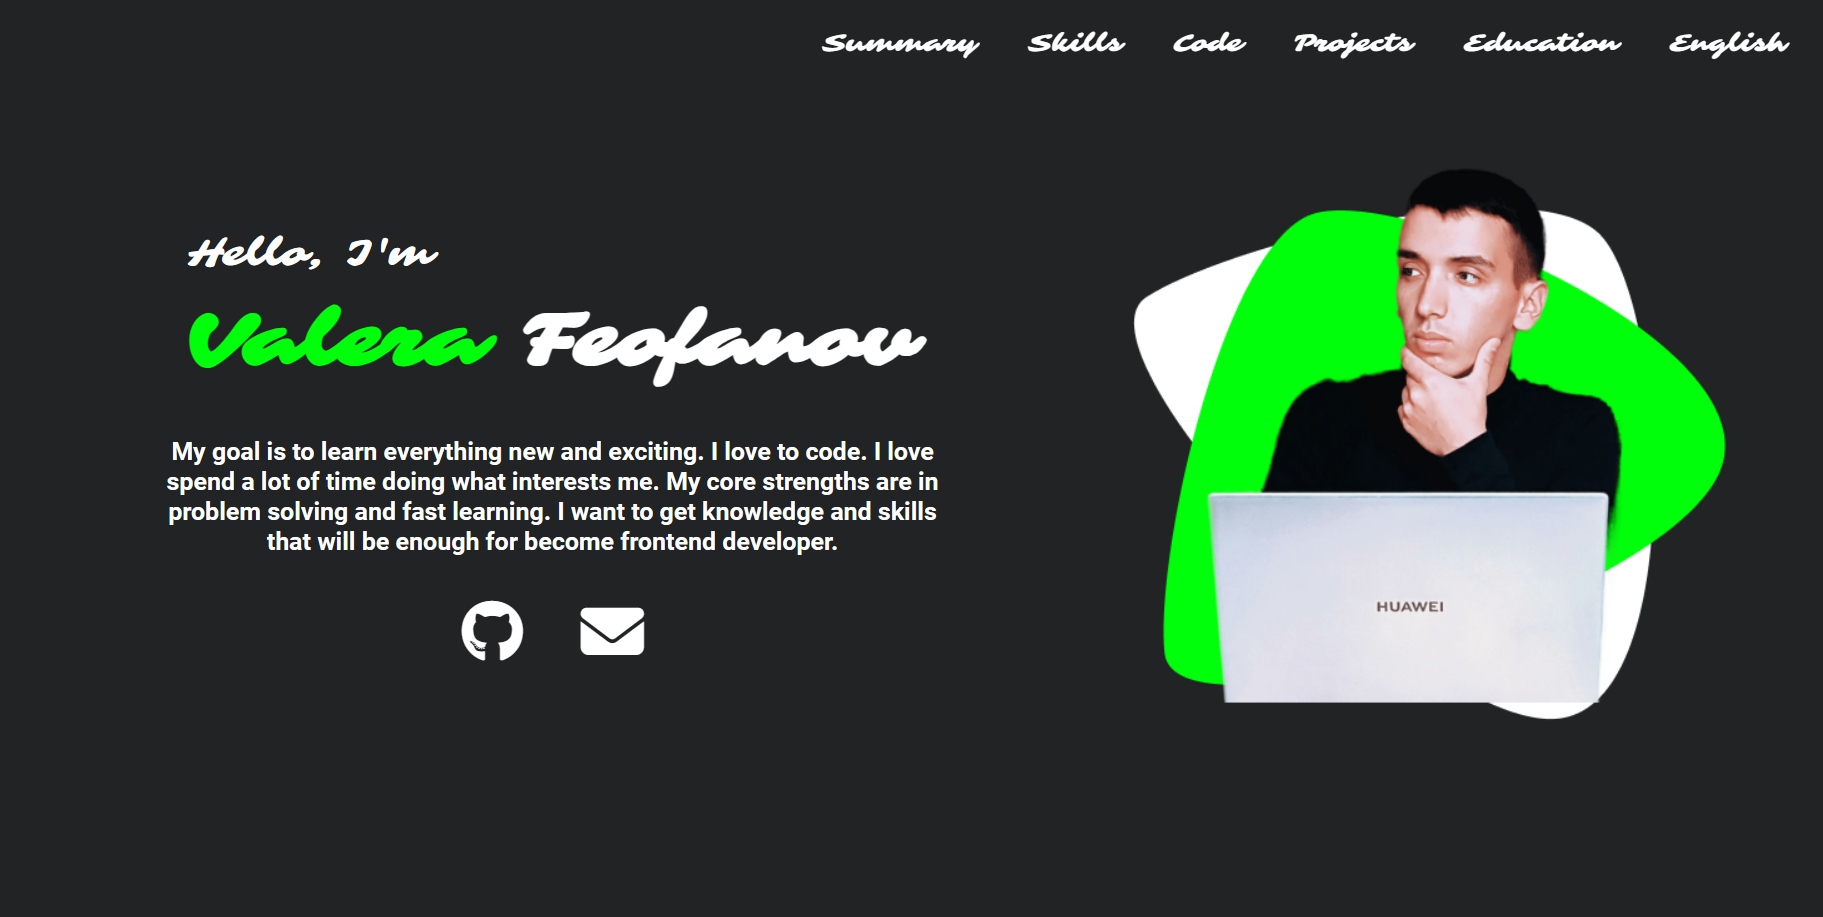 Summary Skills Code Projects Education English
Hello, I'm
Valera Feofanov
My goal is to learn everything new and exciting. I love to code. I love
spend a lot of time doing what interests me. My core strengths are in
problem solving and fast learning. I want to get knowledge and skills
that will be enough for become frontend developer.
HUAWEI